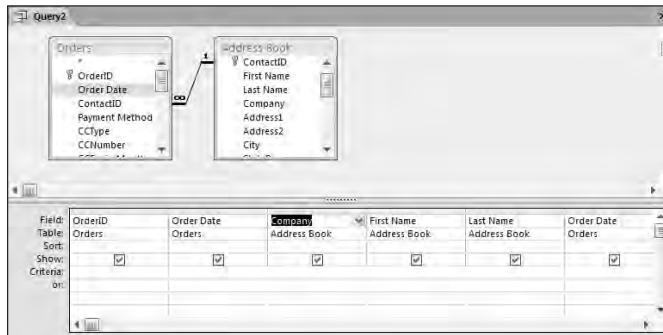 Query2
Orders
*
OrderID
Order Date
ContactID
Payment Method
CCType
CCNumber
1
∞
Address Book
ContactID
First Name
Last Name
Company
Address1
Address2
City
Field: OrderID Order Date Company First Name Last Name Order Date
Table: Orders Orders Address Book Address Book Address Book Orders
Sort:
Show:
Criteria:
or: